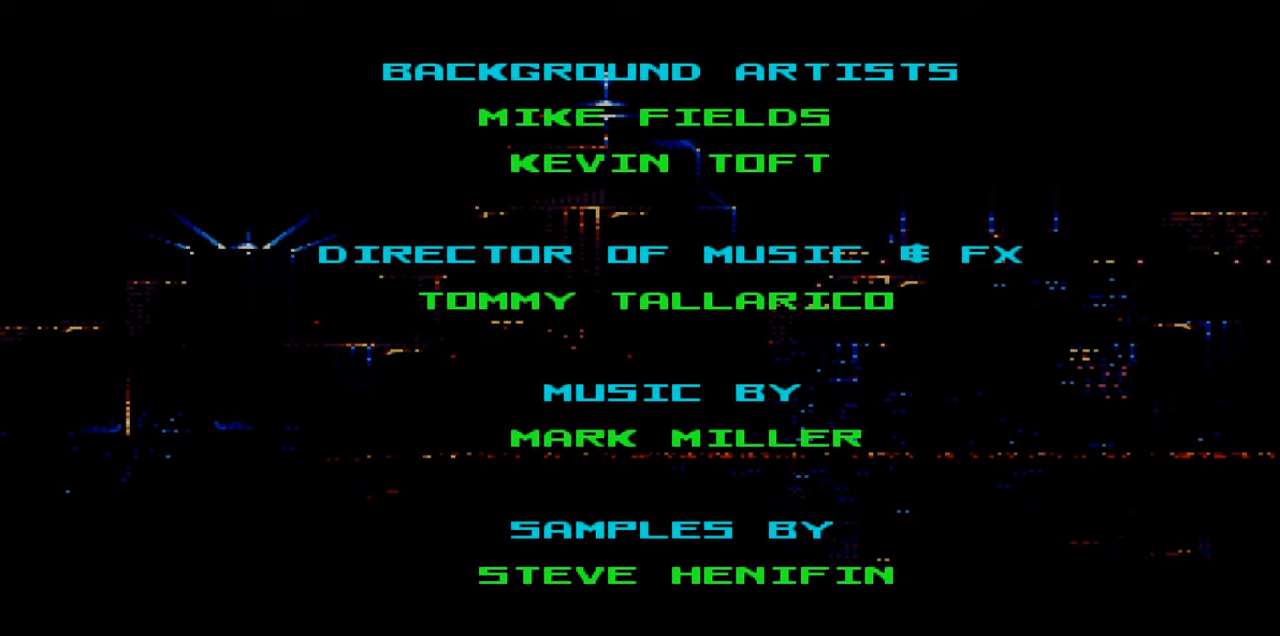 BACKGROUND ARTISTS
MIKE FIELDS
KEVIN TOFT
DIRECTOR OF MUSIC & FX
TOMMY TALLARICO
MUSIC BY
MARK MILLER
SAMPLES BY
STEVE HENIFIN